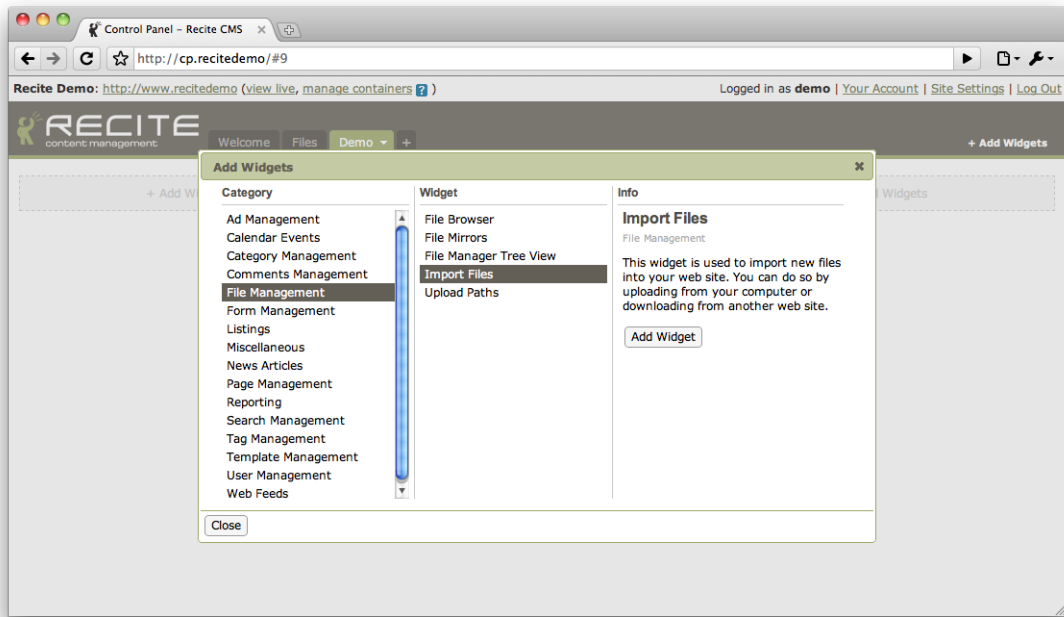 Control Panel – Recite CMS
http://cp.recitedemo/#9
Recite Demo: http://www.recitedemo (view live, manage containers ? )
Logged in as demo | Your Account | Site Settings | Log Out
RECITE
content management
Welcome
Files
Demo
+
+ Add Widgets
+ Add Wi
d Widgets
Add Widgets
Category
Ad Management
Calendar Events
Category Management
Comments Management
File Management
Form Management
Listings
Miscellaneous
News Articles
Page Management
Reporting
Search Management
Tag Management
Template Management
User Management
Web Feeds
Widget
File Browser
File Mirrors
File Manager Tree View
Import Files
Upload Paths
Info
Import Files
File Management
This widget is used to import new files
into your web site. You can do so by
uploading from your computer or
downloading from another web site.
Add Widget
Close